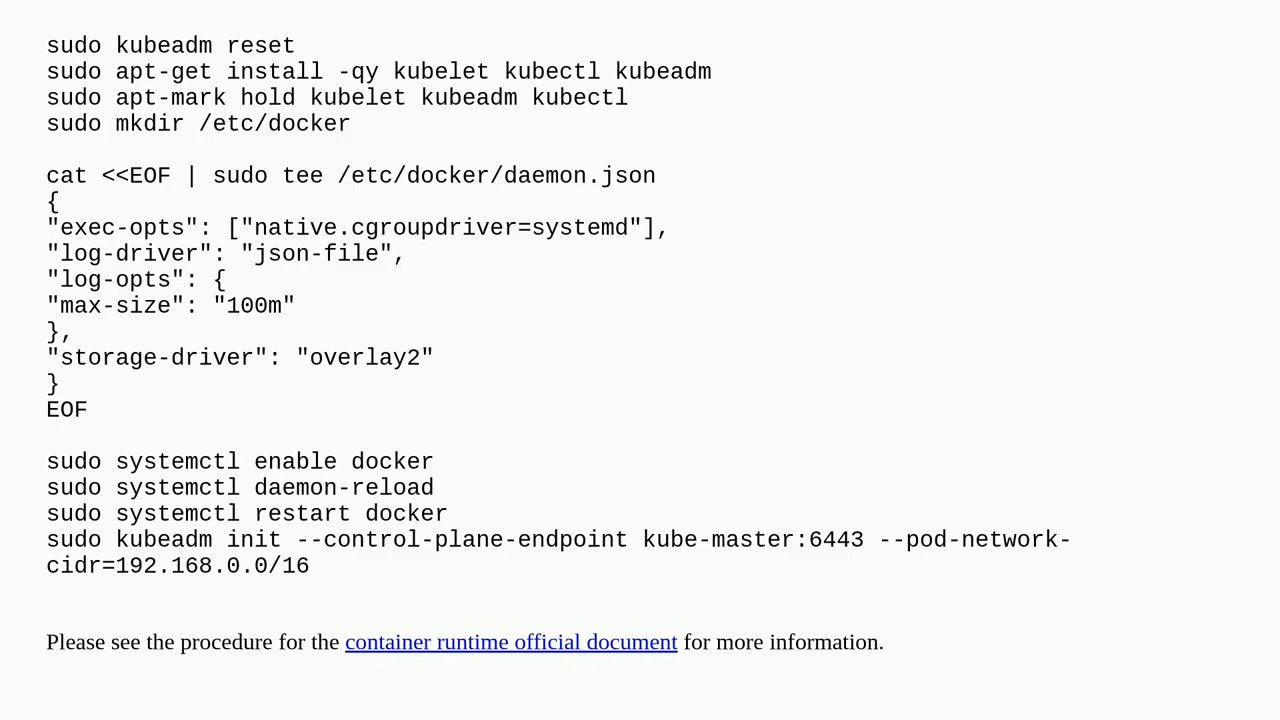 sudo kubeadm reset
sudo apt-get install -qy kubelet kubectl kubeadm
sudo apt-mark hold kubelet kubeadm kubectl
sudo mkdir /etc/docker
cat <<EOF | sudo tee /etc/docker/daemon.json
{
"exec-opts": ["native.cgroupdriver=systemd"],
"log-driver": "json-file",
"log-opts": {
"max-size": "100m"
},
"storage-driver": "overlay2"
}
EOF
sudo systemctl enable docker
sudo systemctl daemon-reload
sudo systemctl restart docker
sudo kubeadm init --control-plane-endpoint kube-master:6443 --pod-network-
cidr=192.168.0.0/16
Please see the procedure for the container runtime official document for more information.